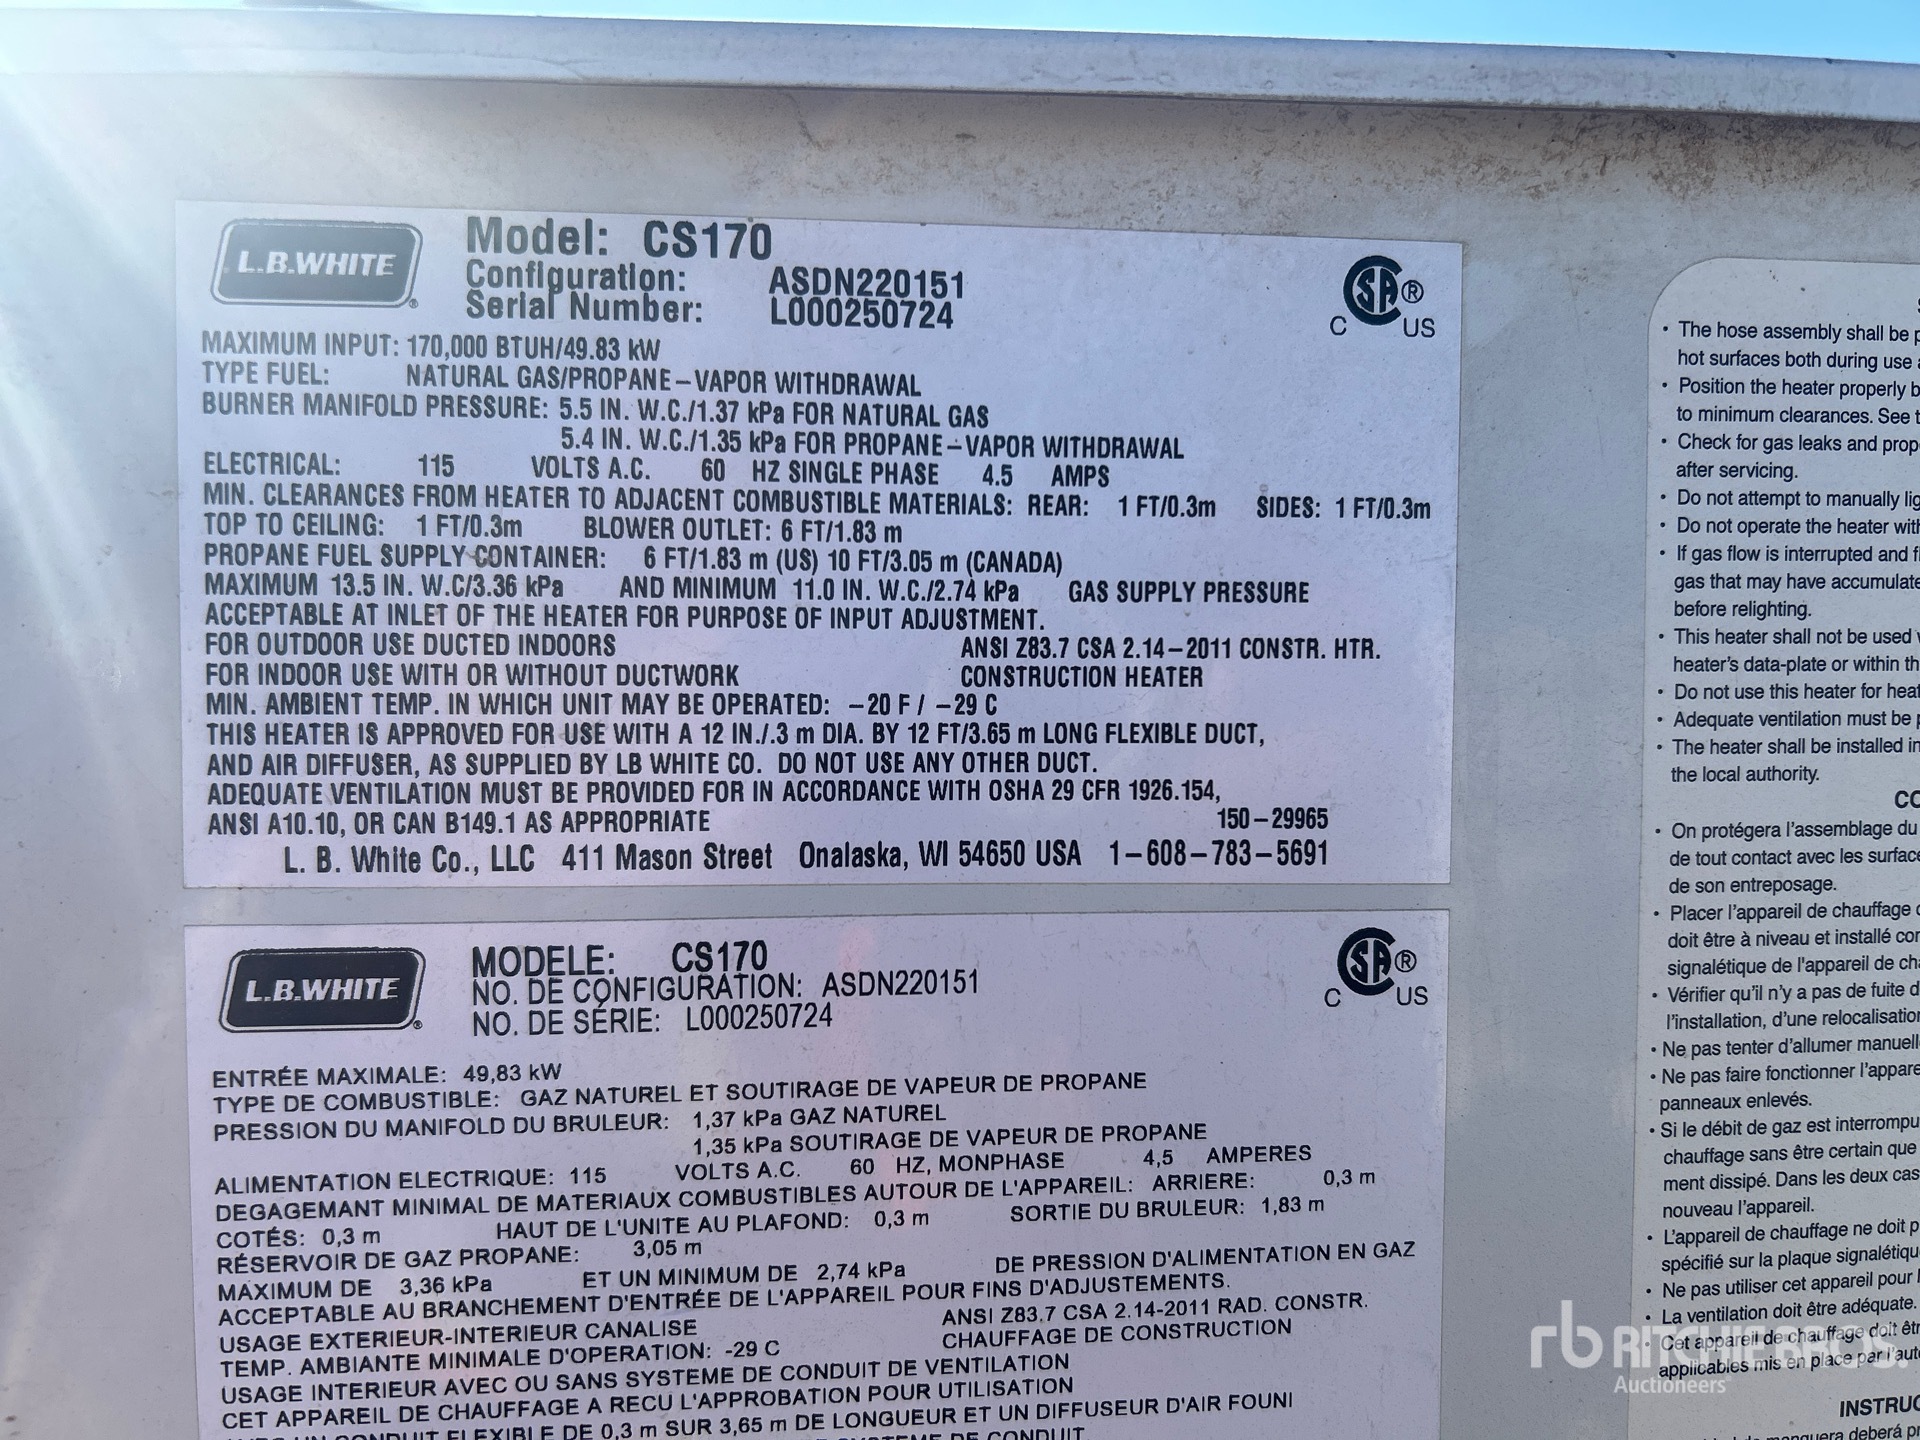 L.B.WHITE®
Model: CS170
Configuration: ASDN220151
Serial Number: L000250724
CSA®
C US
MAXIMUM INPUT: 170,000 BTUH/49.83 kW
TYPE FUEL: NATURAL GAS/PROPANE–VAPOR WITHDRAWAL
BURNER MANIFOLD PRESSURE: 5.5 IN. W.C./1.37 kPa FOR NATURAL GAS
5.4 IN. W.C./1.35 kPa FOR PROPANE–VAPOR WITHDRAWAL
ELECTRICAL: 115 VOLTS A.C. 60 HZ SINGLE PHASE 4.5 AMPS
MIN. CLEARANCES FROM HEATER TO ADJACENT COMBUSTIBLE MATERIALS: REAR: 1 FT/0.3m SIDES: 1 FT/0.3m
TOP TO CEILING: 1 FT/0.3m BLOWER OUTLET: 6 FT/1.83 m
PROPANE FUEL SUPPLY CONTAINER: 6 FT/1.83 m (US) 10 FT/3.05 m (CANADA)
MAXIMUM 13.5 IN. W.C/3.36 kPa AND MINIMUM 11.0 IN. W.C./2.74 kPa GAS SUPPLY PRESSURE
ACCEPTABLE AT INLET OF THE HEATER FOR PURPOSE OF INPUT ADJUSTMENT.
FOR OUTDOOR USE DUCTED INDOORS ANSI Z83.7 CSA 2.14–2011 CONSTR. HTR.
FOR INDOOR USE WITH OR WITHOUT DUCTWORK CONSTRUCTION HEATER
MIN. AMBIENT TEMP. IN WHICH UNIT MAY BE OPERATED: –20 F / –29 C
THIS HEATER IS APPROVED FOR USE WITH A 12 IN./.3 m DIA. BY 12 FT/3.65 m LONG FLEXIBLE DUCT,
AND AIR DIFFUSER, AS SUPPLIED BY LB WHITE CO. DO NOT USE ANY OTHER DUCT.
ADEQUATE VENTILATION MUST BE PROVIDED FOR IN ACCORDANCE WITH OSHA 29 CFR 1926.154,
ANSI A10.10, OR CAN B149.1 AS APPROPRIATE 150–29965
L. B. White Co., LLC 411 Mason Street Onalaska, WI 54650 USA 1–608–783–5691
L.B.WHITE®
MODELE: CS170
NO. DE CONFIGURATION: ASDN220151
NO. DE SÉRIE: L000250724
CSA®
C US
ENTRÉE MAXIMALE: 49,83 kW
TYPE DE COMBUSTIBLE: GAZ NATUREL ET SOUTIRAGE DE VAPEUR DE PROPANE
PRESSION DU MANIFOLD DU BRULEUR: 1,37 kPa GAZ NATUREL
1,35 kPa SOUTIRAGE DE VAPEUR DE PROPANE
ALIMENTATION ELECTRIQUE: 115 VOLTS A.C. 60 HZ, MONPHASE 4,5 AMPERES
DEGAGEMANT MINIMAL DE MATERIAUX COMBUSTIBLES AUTOUR DE L'APPAREIL: ARRIERE: 0,3 m
COTÉS: 0,3 m HAUT DE L'UNITE AU PLAFOND: 0,3 m SORTIE DU BRULEUR: 1,83 m
RÉSERVOIR DE GAZ PROPANE: 3,05 m
MAXIMUM DE 3,36 kPa ET UN MINIMUM DE 2,74 kPa DE PRESSION D'ALIMENTATION EN GAZ
ACCEPTABLE AU BRANCHEMENT D'ENTRÉE DE L'APPAREIL POUR FINS D'ADJUSTEMENTS.
USAGE EXTERIEUR-INTERIEUR CANALISE ANSI Z83.7 CSA 2.14-2011 RAD. CONSTR.
TEMP. AMBIANTE MINIMALE D'OPERATION: -29 C CHAUFFAGE DE CONSTRUCTION
USAGE INTERIEUR AVEC OU SANS SYSTEME DE CONDUIT DE VENTILATION
CET APPAREIL DE CHAUFFAGE A RECU L'APPROBATION POUR UTILISATION
CONDUIT FLEXIBLE DE 0,3 m SUR 3,65 m DE LONGUEUR ET UN DIFFUSEUR D'AIR FOUNI
DE CONDUIT.
• The hose assembly shall be
hot surfaces both during use
• Position the heater properly
to minimum clearances. See
• Check for gas leaks and
after servicing.
• Do not attempt to manually
• Do not operate the heater
• If gas flow is interrupted and
gas that may have
before relighting.
• This heater shall not be used
heater's data-plate or within
• Do not use this heater for
• Adequate ventilation must be
• The heater shall be installed
the local authority.
• On protégera l'assemblage du
de tout contact avec les
de son entreposage.
• Placer l'appareil de chauffage
doit être à niveau et installé
signalétique de l'appareil de
• Vérifier qu'il n'y a pas de fuite
l'installation, d'une
• Ne pas tenter d'allumer
• Ne pas faire fonctionner
panneaux enlevés.
• Si le débit de gaz est
chauffage sans être certain que
ment dissipé. Dans les deux
nouveau l'appareil.
• L'appareil de chauffage ne doit
spécifié sur la plaque
• Ne pas utiliser cet appareil pour
• La ventilation doit être adéquate.
• Cet appareil de chauffage doit
applicables mis en place par
deberá
rb RITCHIE BROS.
Auctioneers